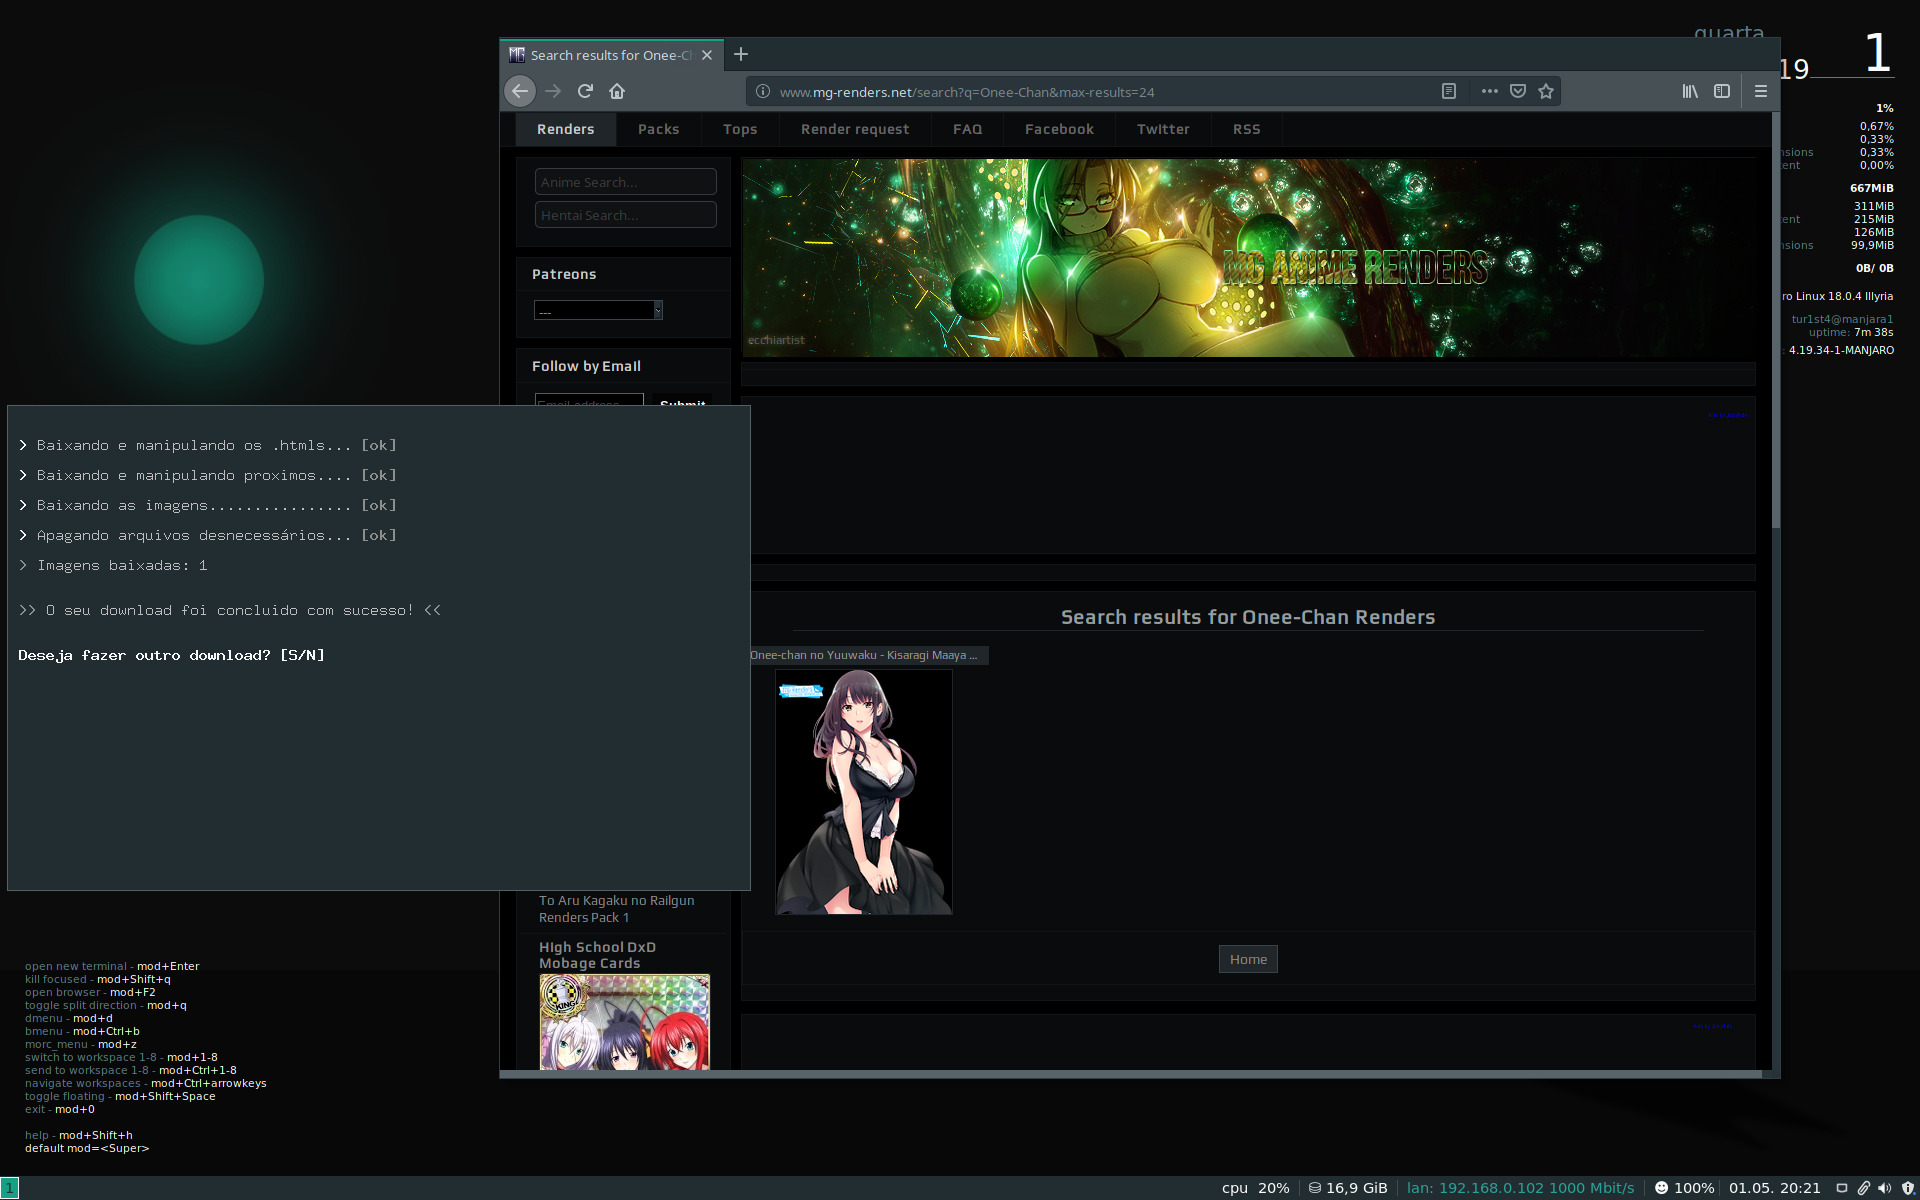 Search results for Onee-Ch
www.mg-renders.net/search?q=Onee-Chan&max-results=24
Renders
Packs
Tops
Render request
FAQ
Facebook
Twitter
RSS
Anime Search...
Hentai Search...
Patreons
---
Follow by Email
Email address...
Submit
MG ANIME RENDERS
ecchiartist
> Baixando e manipulando os .htmls... [ok]
> Baixando e manipulando proximos.... [ok]
> Baixando as imagens................ [ok]
> Apagando arquivos desnecessários... [ok]
> Imagens baixadas: 1
>> O seu download foi concluido com sucesso! <<
Deseja fazer outro download? [S/N]
Search results for Onee-Chan Renders
Onee-chan no Yuuwaku - Kisaragi Maaya ...
To Aru Kagaku no Railgun
Renders Pack 1
High School DxD
Mobage Cards
KING
Home
quarta
19
1
1%
0,67%
0,33%
nsions 0,33%
ent 0,00%
667MiB
311MiB
ent 215MiB
126MiB
nsions 99,9MiB
0B/ 0B
ro Linux 18.0.4 Illyria
tur1st4@manjara1
uptime: 7m 38s
: 4.19.34-1-MANJARO
open new terminal - mod+Enter
kill focused - mod+Shift+q
open browser - mod+F2
toggle split direction - mod+q
dmenu - mod+d
bmenu - mod+Ctrl+b
morc_menu - mod+z
switch to workspace 1-8 - mod+1-8
send to workspace 1-8 - mod+Ctrl+1-8
navigate workspaces - mod+Ctrl+arrowkeys
toggle floating - mod+Shift+Space
exit - mod+0
help - mod+Shift+h
default mod=<Super>
1
cpu 20%
16,9 GiB
lan: 192.168.0.102 1000 Mbit/s
100%
01.05. 20:21